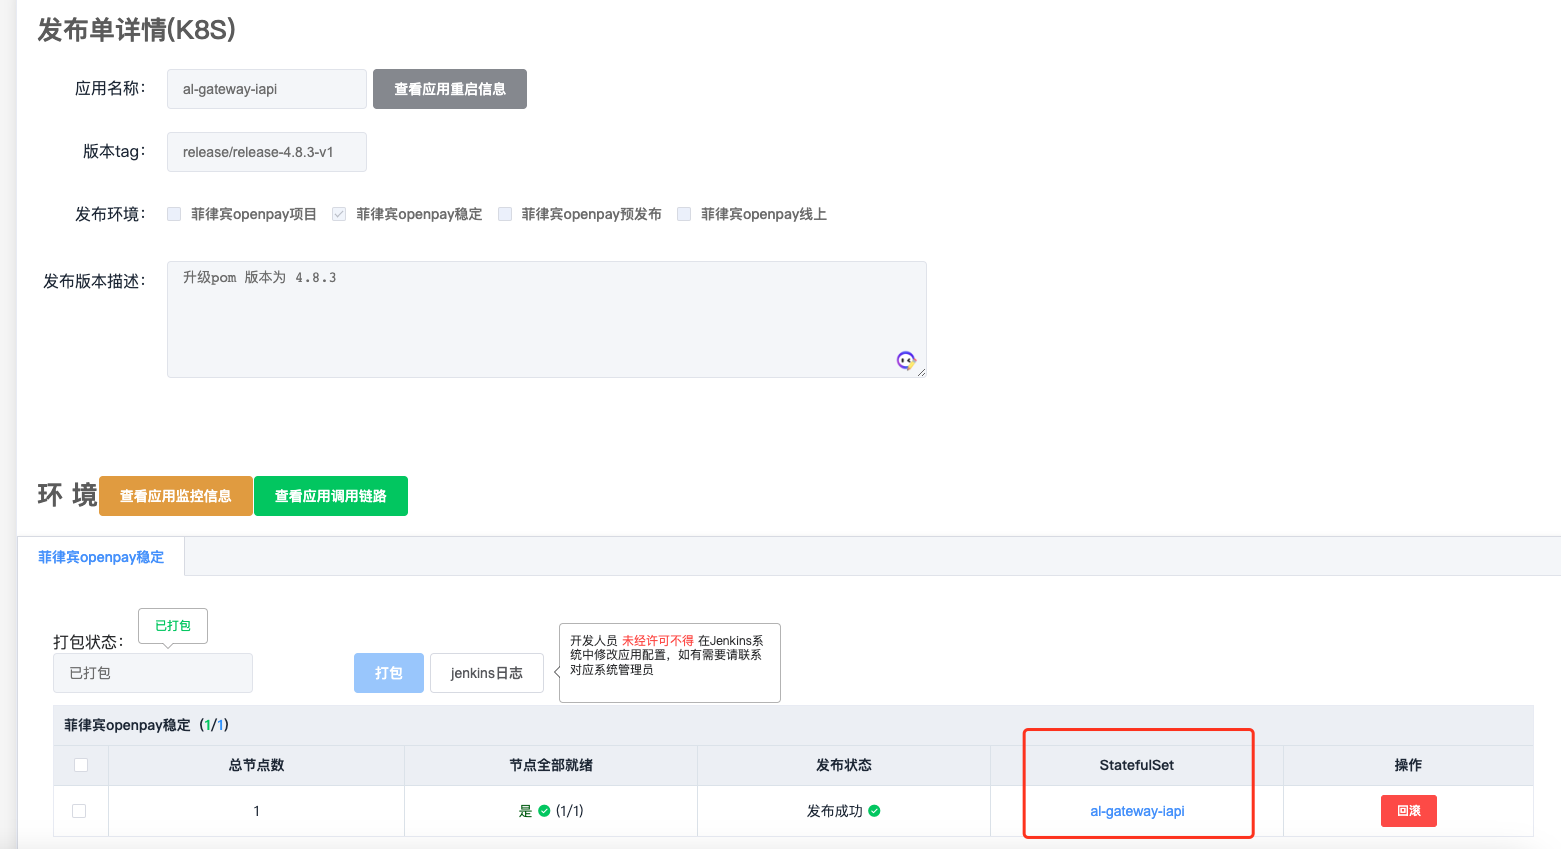 发布单详情(K8S)
应用名称：
al-gateway-iapi
查看应用重启信息
版本tag：
release/release-4.8.3-v1
发布环境：
菲律宾openpay项目
菲律宾openpay稳定
菲律宾openpay预发布
菲律宾openpay线上
发布版本描述：
升级pom 版本为 4.8.3
环 境
查看应用监控信息
查看应用调用链路
菲律宾openpay稳定
打包状态：
已打包
已打包
打包
jenkins日志
开发人员 未经许可不得 在Jenkins系
统中修改应用配置，如有需要请联系
对应系统管理员
菲律宾openpay稳定（1/1）
总节点数
节点全部就绪
发布状态
StatefulSet
操作
1
是 (1/1)
发布成功
al-gateway-iapi
回滚